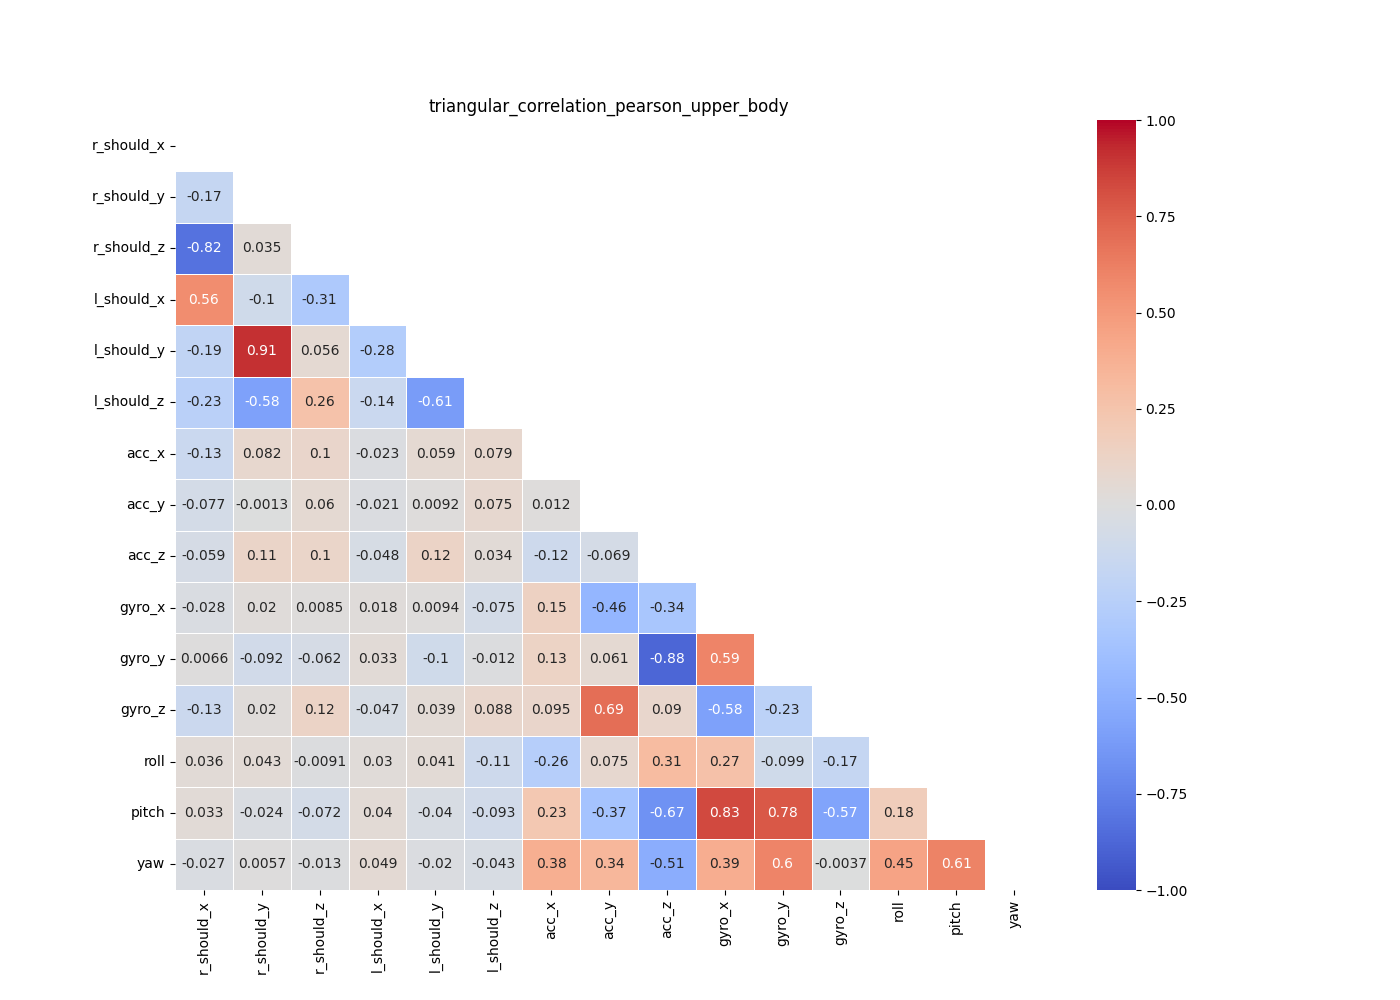 triangular_correlation_pearson_upper_body
r_should_x
r_should_y -0.17
r_should_z -0.82 0.035
l_should_x 0.56 -0.1 -0.31
l_should_y -0.19 0.91 0.056 -0.28
l_should_z -0.23 -0.58 0.26 -0.14 -0.61
acc_x -0.13 0.082 0.1 -0.023 0.059 0.079
acc_y -0.077 -0.0013 0.06 -0.021 0.0092 0.075 0.012
acc_z -0.059 0.11 0.1 -0.048 0.12 0.034 -0.12 -0.069
gyro_x -0.028 0.02 0.0085 0.018 0.0094 -0.075 0.15 -0.46 -0.34
gyro_y 0.0066 -0.092 -0.062 0.033 -0.1 -0.012 0.13 0.061 -0.88 0.59
gyro_z -0.13 0.02 0.12 -0.047 0.039 0.088 0.095 0.69 0.09 -0.58 -0.23
roll 0.036 0.043 -0.0091 0.03 0.041 -0.11 -0.26 0.075 0.31 0.27 -0.099 -0.17
pitch 0.033 -0.024 -0.072 0.04 -0.04 -0.093 0.23 -0.37 -0.67 0.83 0.78 -0.57 0.18
yaw -0.027 0.0057 -0.013 0.049 -0.02 -0.043 0.38 0.34 -0.51 0.39 0.6 -0.0037 0.45 0.61
r_should_x r_should_y r_should_z l_should_x l_should_y l_should_z acc_x acc_y acc_z gyro_x gyro_y gyro_z roll pitch yaw
1.00
0.75
0.50
0.25
0.00
−0.25
−0.50
−0.75
−1.00